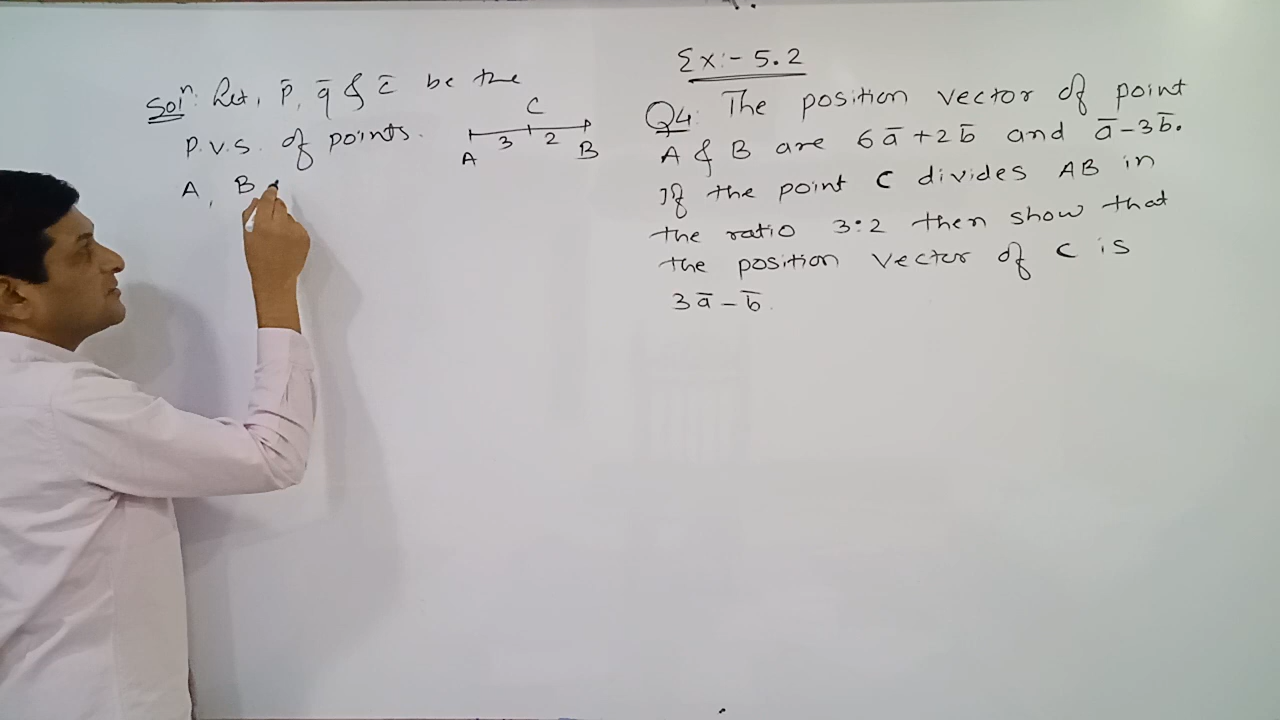 Solⁿ: Let, p̄, q̄ & c̄ be the
p.v.s. of points.
A, B
C
3 2
A B
Ex:- 5.2
Q4: The position vector of point
A & B are 6ā+2b̄ and ā-3b̄.
If the point C divides AB in
the ratio 3:2 then show that
the position vector of C is
3ā-b̄.